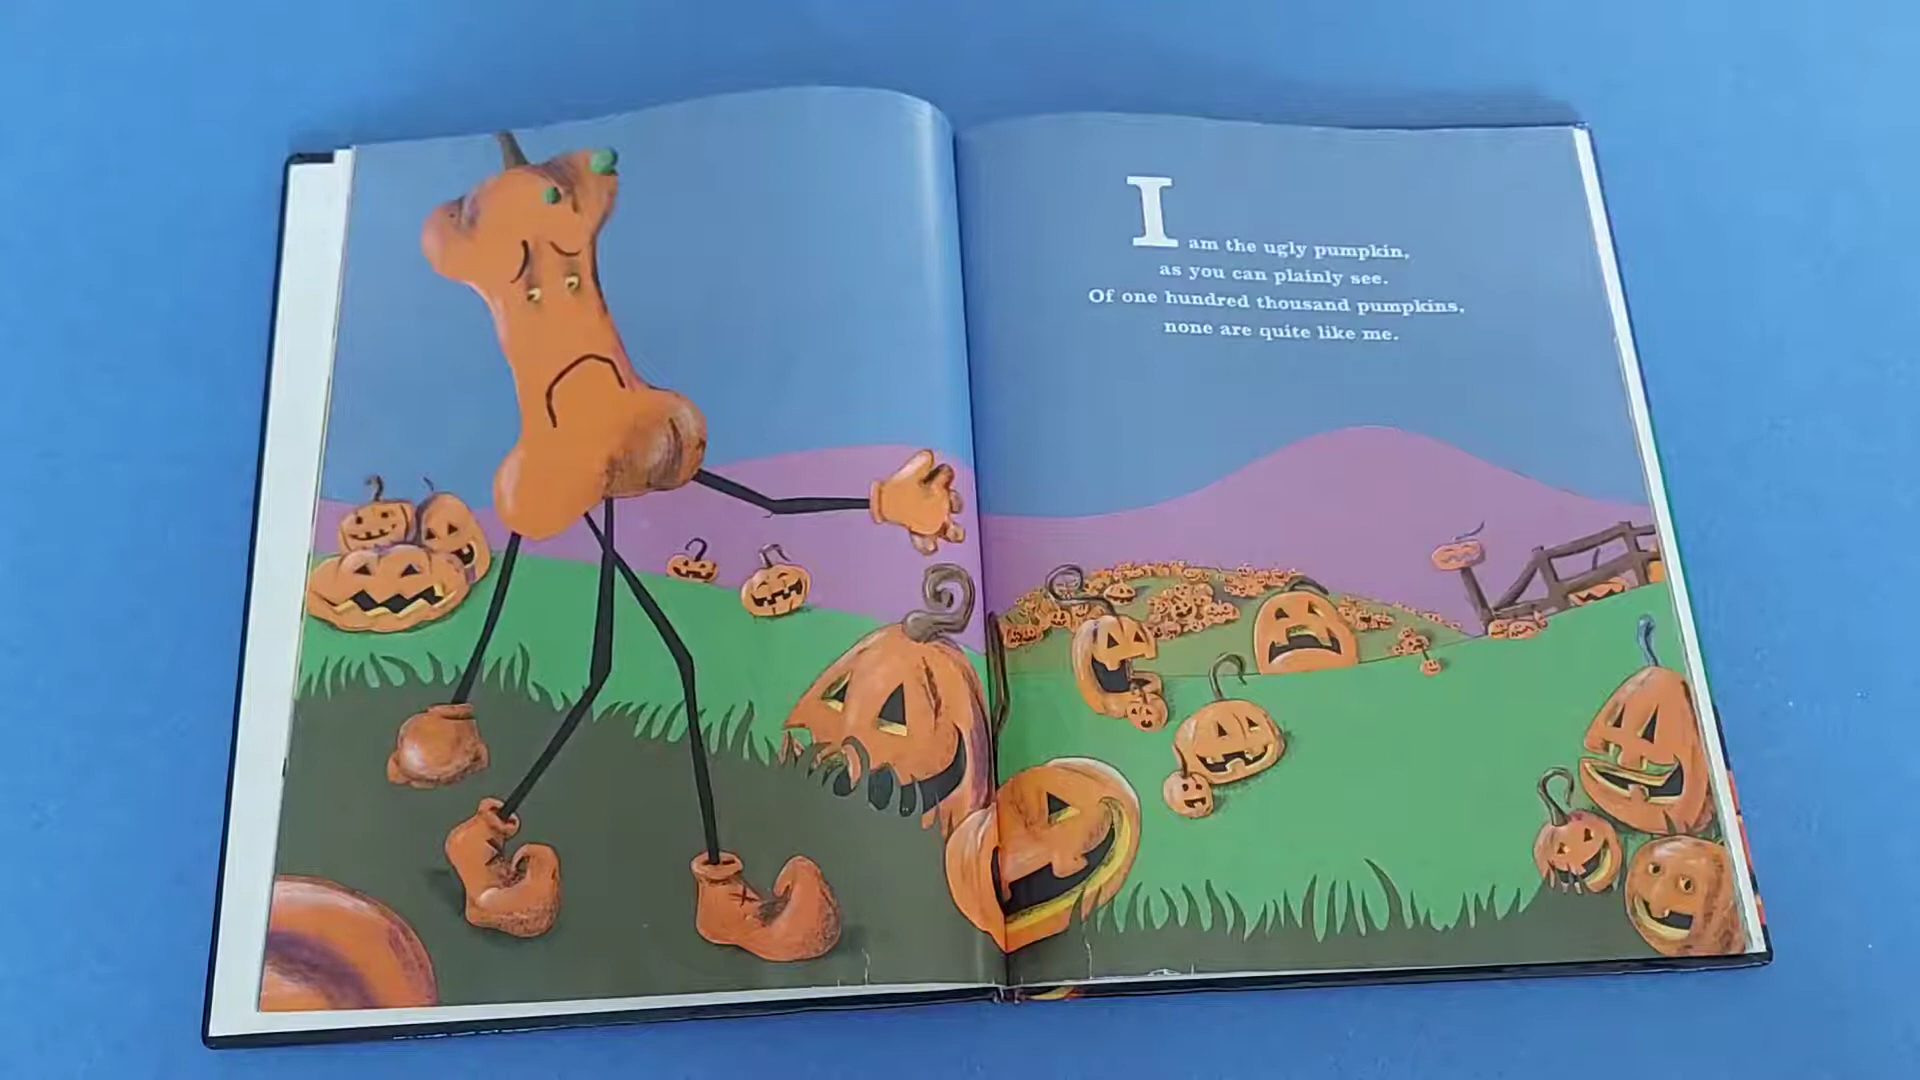 I am the ugly pumpkin,
as you can plainly see.
Of one hundred thousand pumpkins,
none are quite like me.